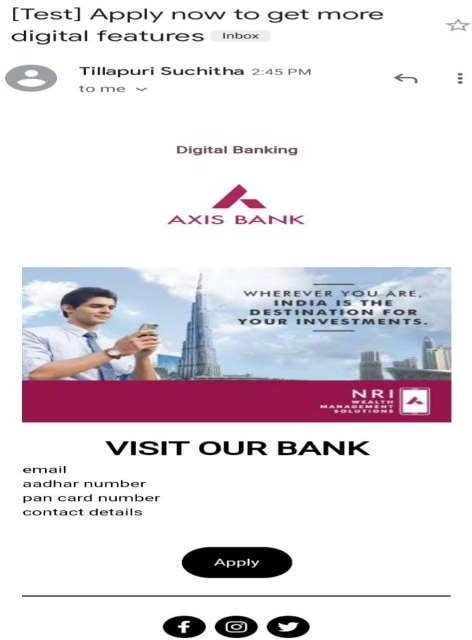 [Test] Apply now to get more
digital features Inbox
Tillapuri Suchitha 2:45 PM
to me
Digital Banking
AXIS BANK
WHEREVER YOU ARE,
INDIA IS THE
DESTINATION FOR
YOUR INVESTMENTS.
NRI
WEALTH
MANAGEMENT
SOLUTIONS
VISIT OUR BANK
email
aadhar number
pan card number
contact details
Apply